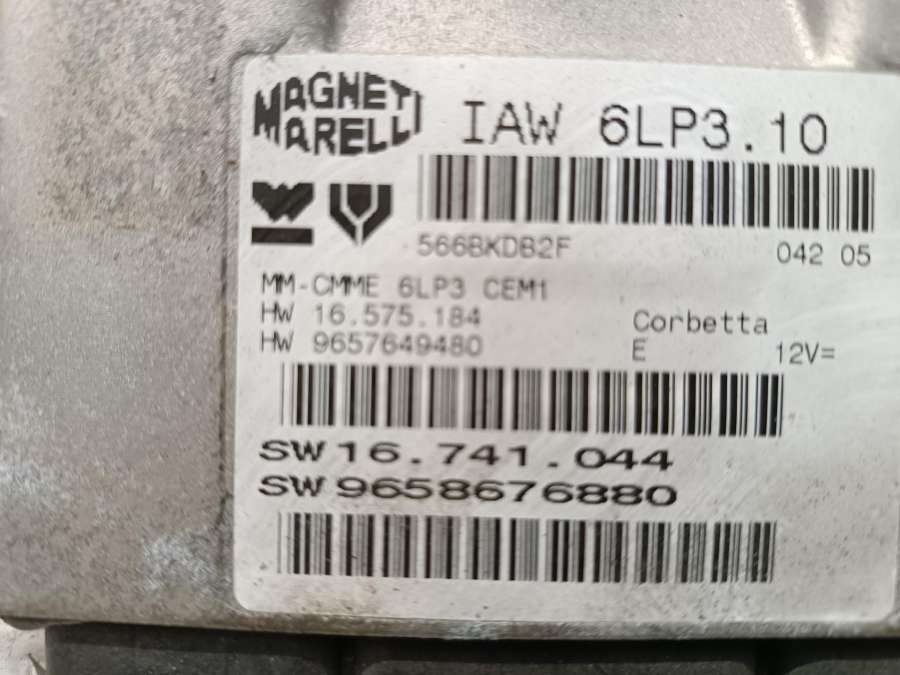 MAGNETI
MARELLI
IAW 6LP3.10
566BKDB2F
042 05
MM-CMME 6LP3 CEM1
HW 16.575.184
HW 9657649480
Corbetta
E 12V=
SW 16.741.044
SW 9658676880